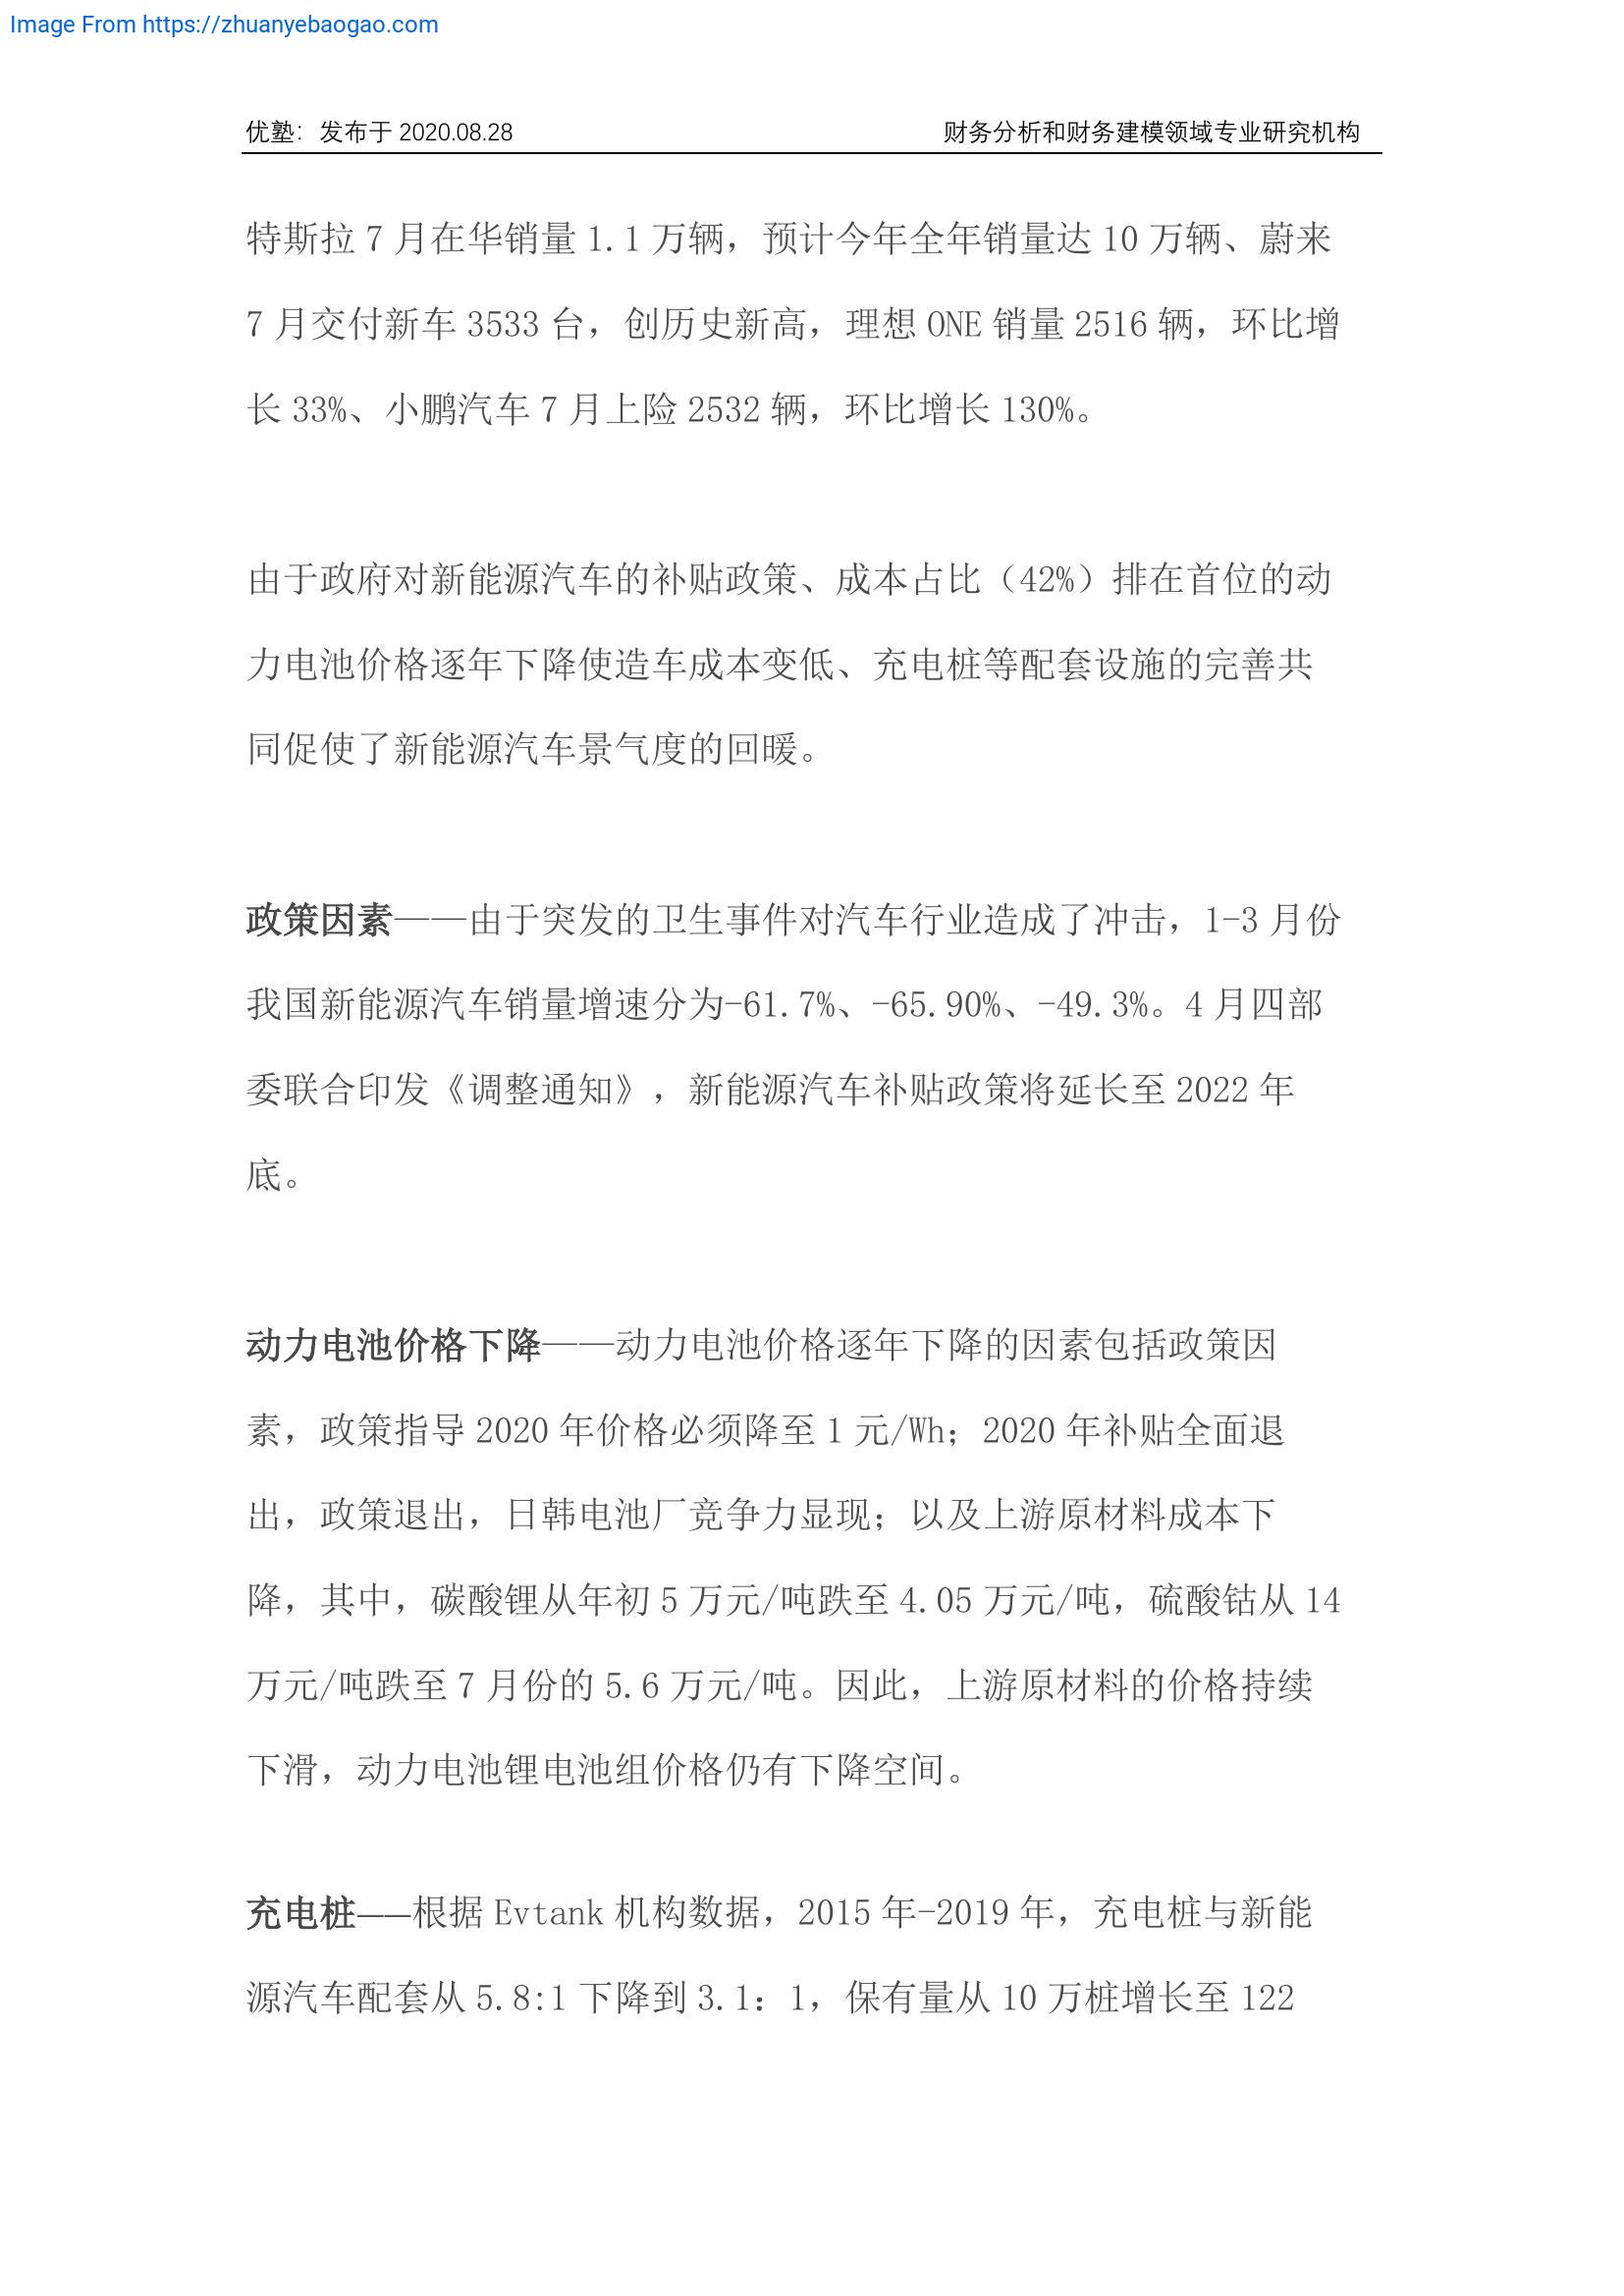 Image From https://zhuanyebaogao.com
优塾：发布于 2020.08.28 财务分析和财务建模领域专业研究机构
特斯拉 7 月在华销量 1.1 万辆，预计今年全年销量达 10 万辆、蔚来
7 月交付新车 3533 台，创历史新高，理想 ONE 销量 2516 辆，环比增
长 33%、小鹏汽车 7 月上险 2532 辆，环比增长 130%。
由于政府对新能源汽车的补贴政策、成本占比（42%）排在首位的动
力电池价格逐年下降使造车成本变低、充电桩等配套设施的完善共
同促使了新能源汽车景气度的回暖。
政策因素——由于突发的卫生事件对汽车行业造成了冲击，1-3 月份
我国新能源汽车销量增速分为-61.7%、-65.90%、-49.3%。4 月四部
委联合印发《调整通知》，新能源汽车补贴政策将延长至 2022 年
底。
动力电池价格下降——动力电池价格逐年下降的因素包括政策因
素，政策指导 2020 年价格必须降至 1 元/Wh；2020 年补贴全面退
出，政策退出，日韩电池厂竞争力显现；以及上游原材料成本下
降，其中，碳酸锂从年初 5 万元/吨跌至 4.05 万元/吨，硫酸钴从 14
万元/吨跌至 7 月份的 5.6 万元/吨。因此，上游原材料的价格持续
下滑，动力电池锂电池组价格仍有下降空间。
充电桩——根据 Evtank 机构数据，2015 年-2019 年，充电桩与新能
源汽车配套从 5.8:1 下降到 3.1：1，保有量从 10 万桩增长至 122